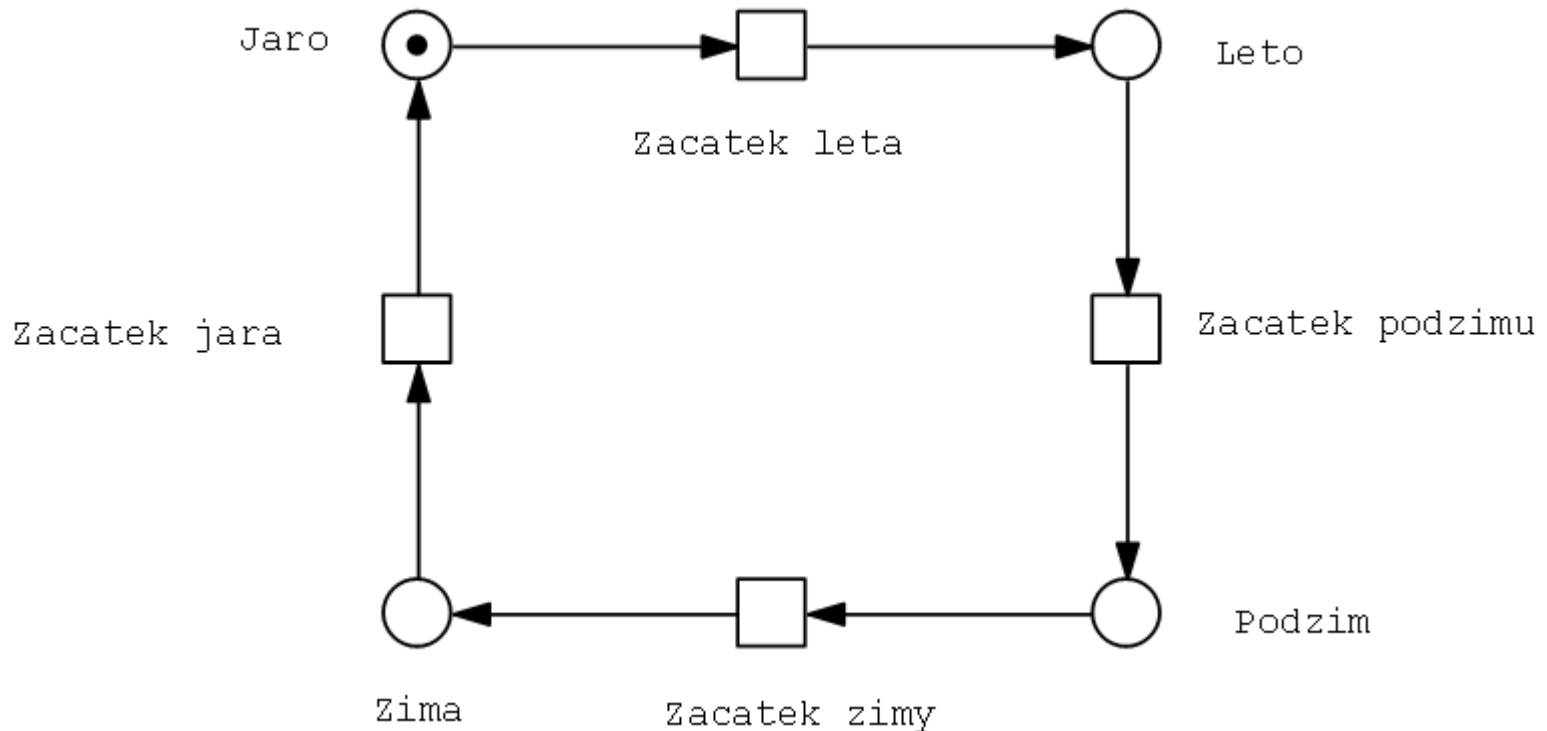 Jaro
Leto
Zacatek leta
Zacatek jara
Zacatek podzimu
Podzim
Zima
Zacatek zimy